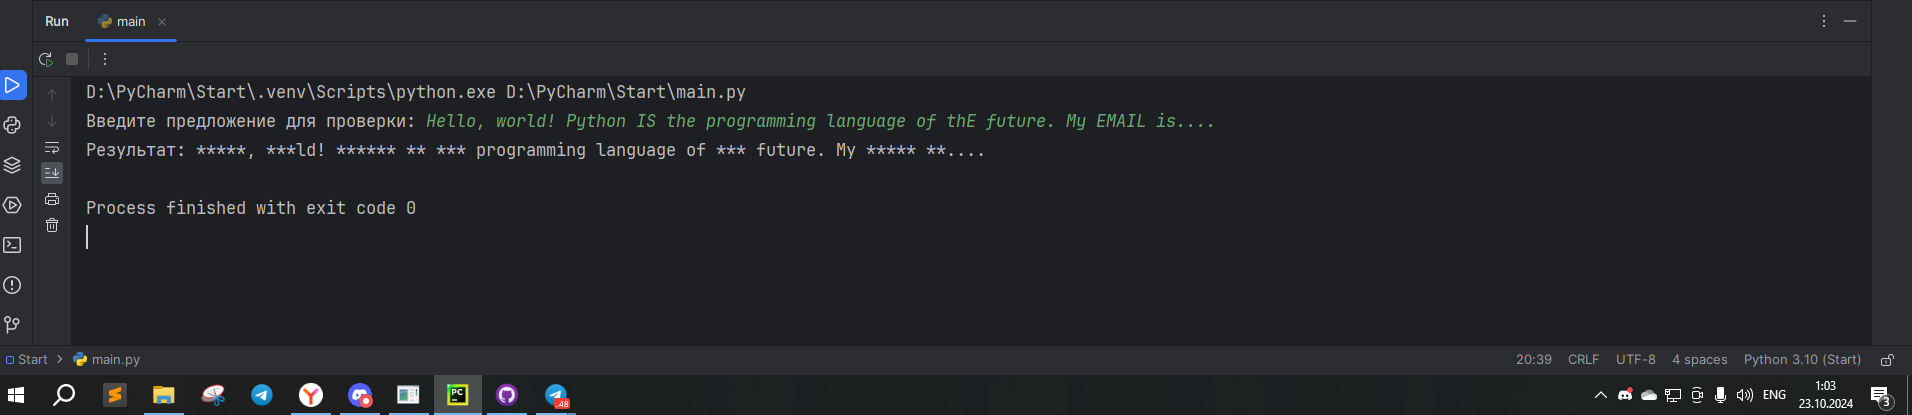 Run main
D:\PyCharm\Start\.venv\Scripts\python.exe D:\PyCharm\Start\main.py
Введите предложение для проверки: Hello, world! Python IS the programming language of thE future. My EMAIL is....
Результат: *****, ***ld! ****** ** *** programming language of *** future. My ***** **....
Process finished with exit code 0
Start > main.py 20:39 CRLF UTF-8 4 spaces Python 3.10 (Start)
PC .48 ENG 1:03
23.10.2024 3